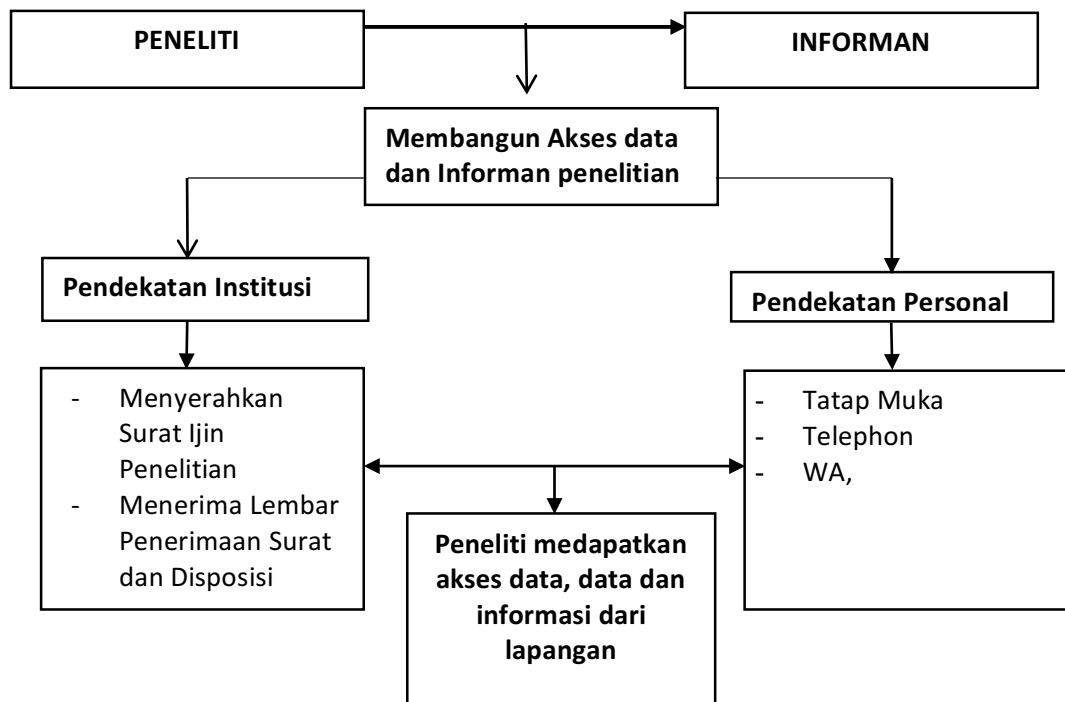 PENELITI
INFORMAN
Membangun Akses data
dan Informan penelitian
Pendekatan Institusi
Pendekatan Personal
- Menyerahkan
Surat Ijin
Penelitian
- Menerima Lembar
Penerimaan Surat
dan Disposisi
- Tatap Muka
- Telephon
- WA,
Peneliti medapatkan
akses data, data dan
informasi dari
lapangan